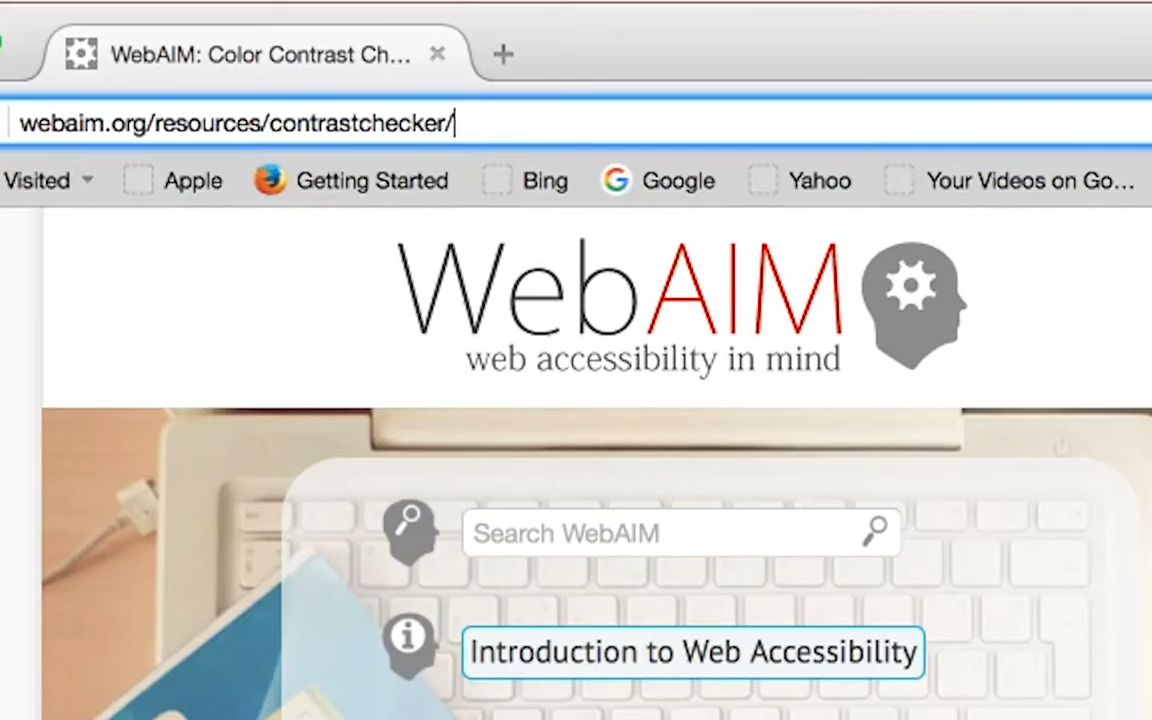 WebAIM: Color Contrast Ch...
webaim.org/resources/contrastchecker/
Visited Apple Getting Started Bing Google Yahoo Your Videos on Go...
WebAIM
web accessibility in mind
Search WebAIM
Introduction to Web Accessibility